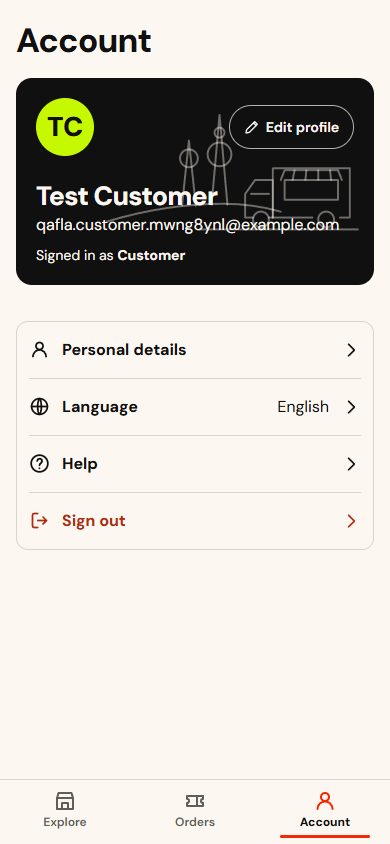 Account
TC
Edit profile
Test Customer
qafla.customer.mwng8ynl@example.com
Signed in as Customer
Personal details
Language English
Help
Sign out
Explore Orders Account